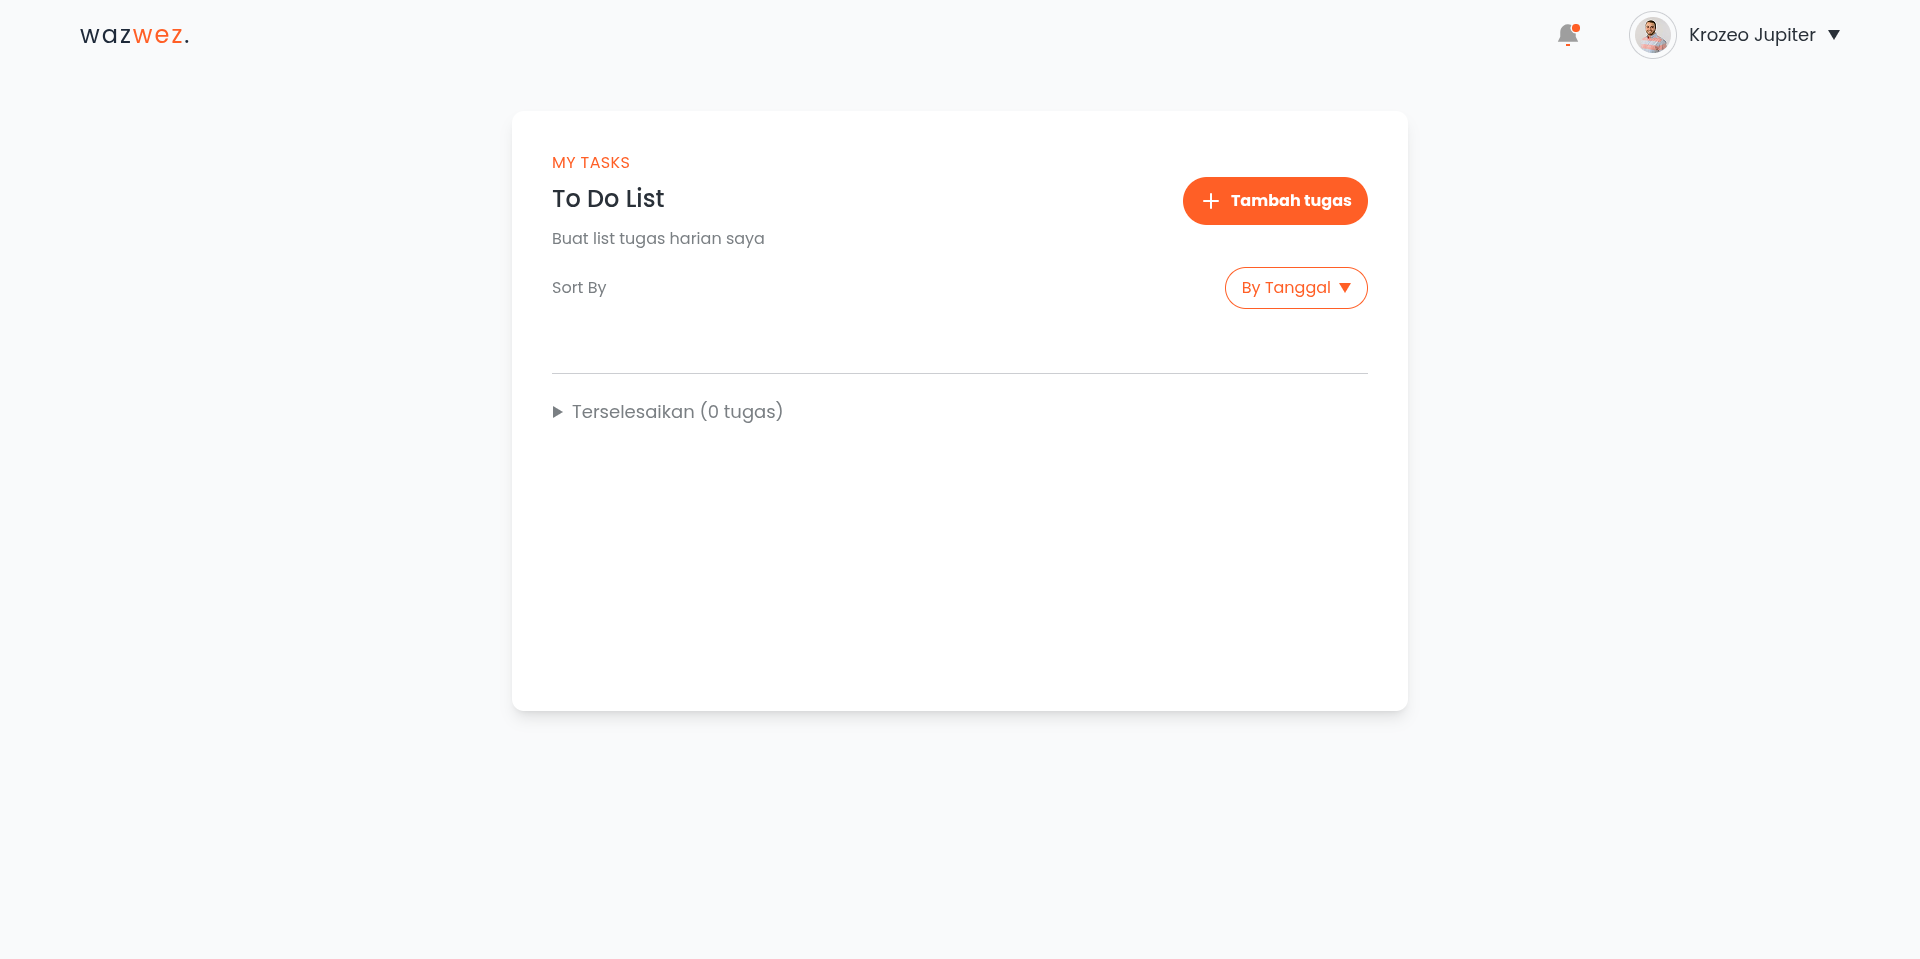 wazwez.
Krozeo Jupiter
MY TASKS
To Do List
Tambah tugas
Buat list tugas harian saya
Sort By
By Tanggal
Terselesaikan (0 tugas)